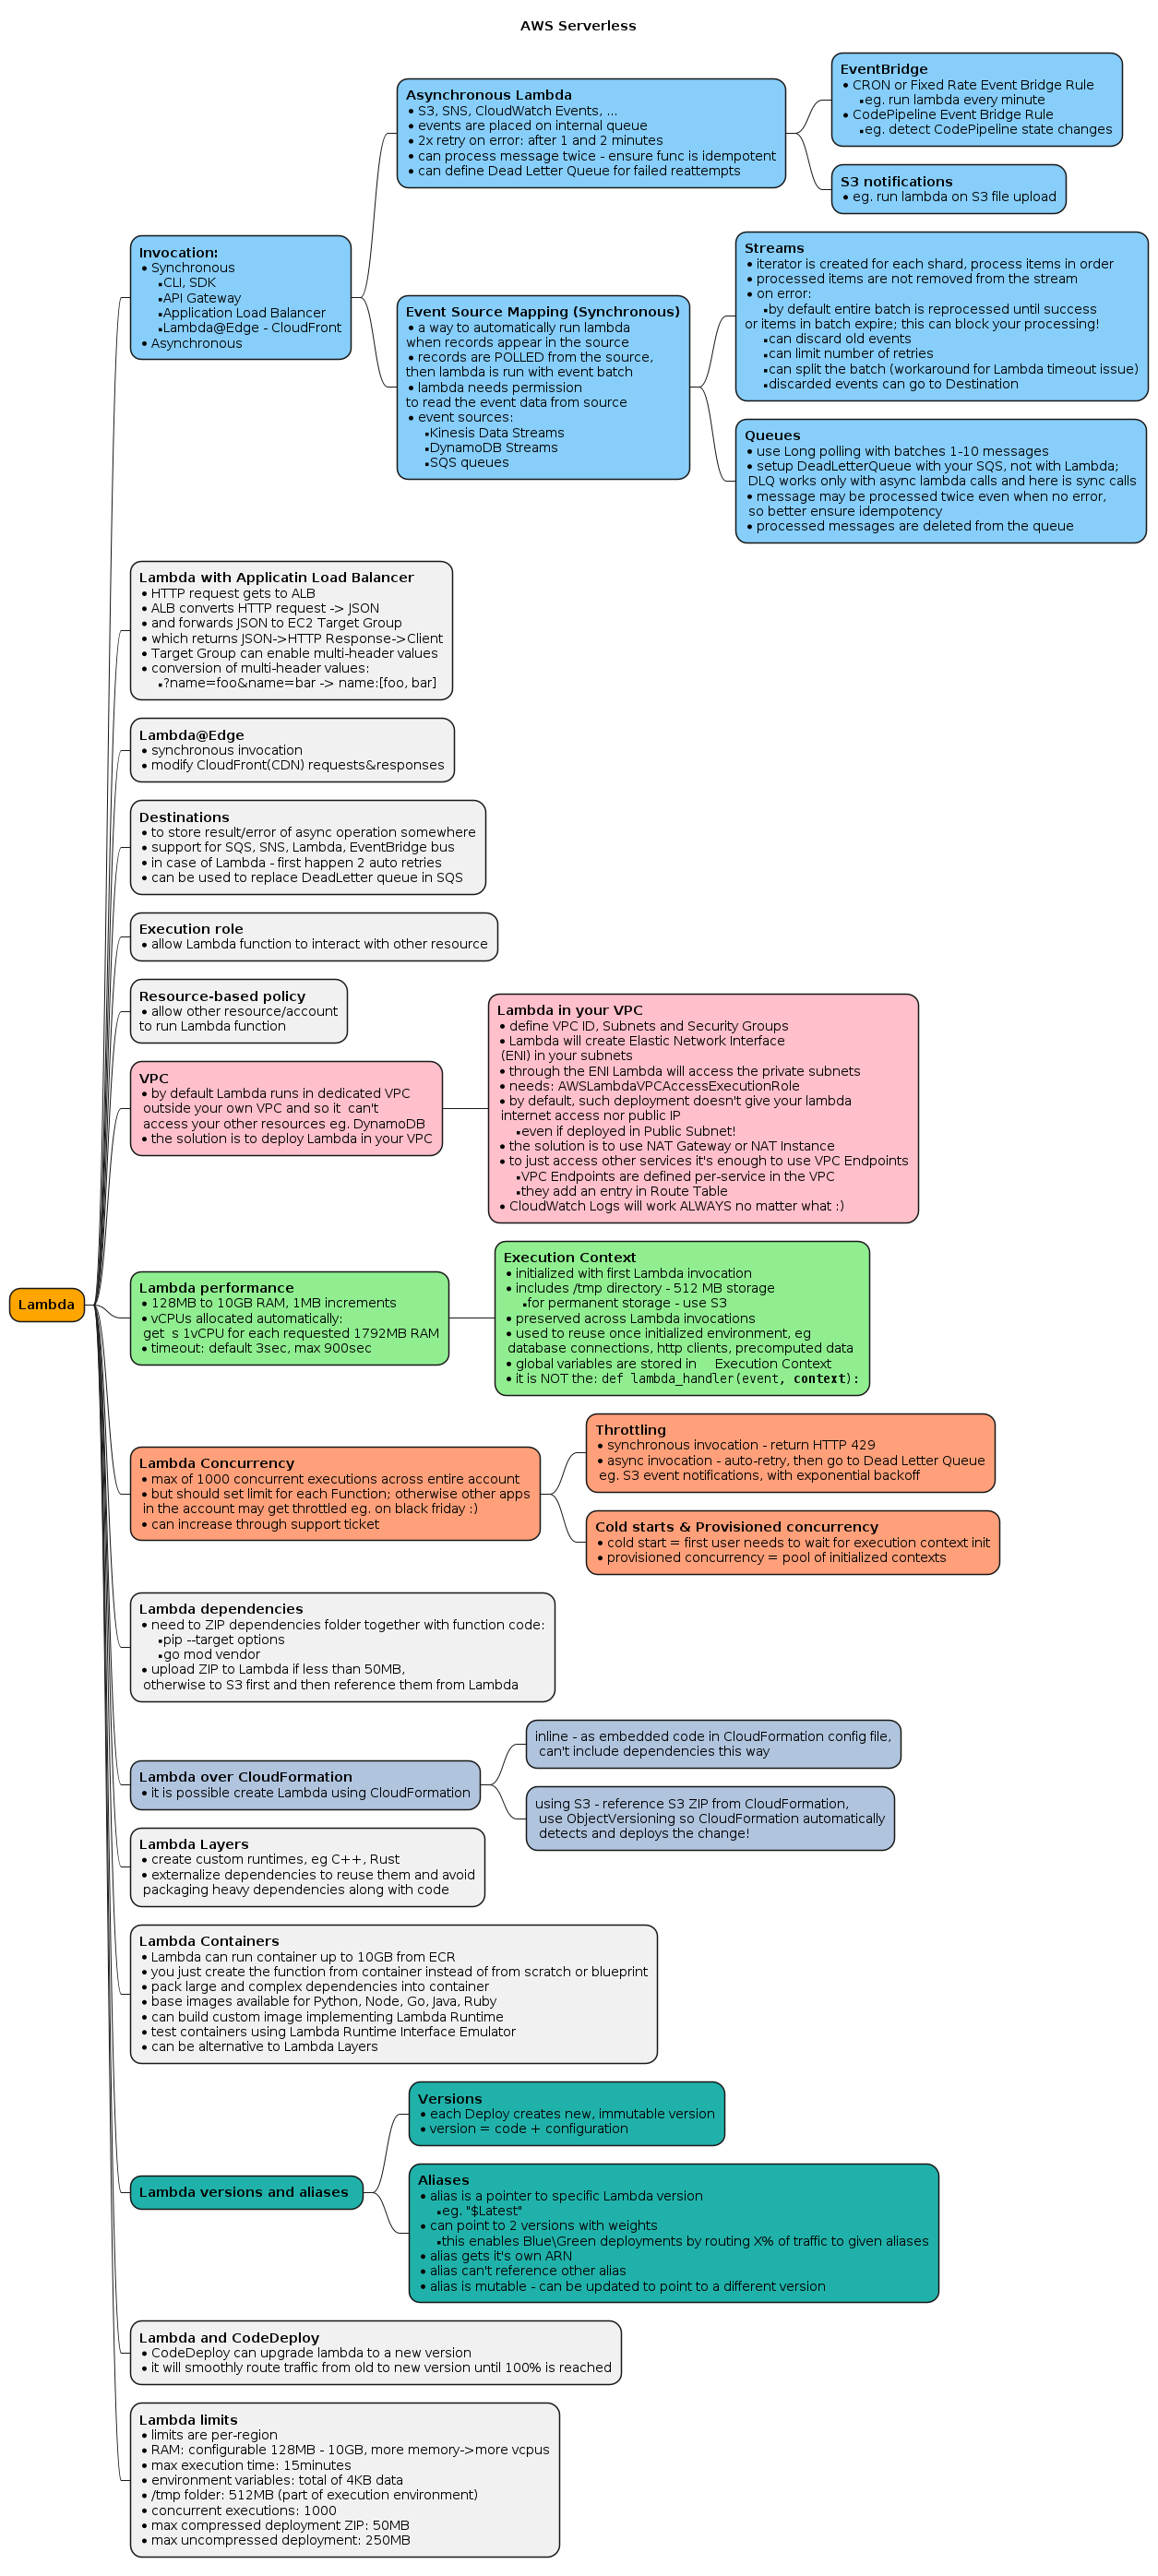 AWS Serverless
Lambda
Invocation:
• Synchronous
▪CLI, SDK
▪API Gateway
▪Application Load Balancer
▪Lambda@Edge - CloudFront
• Asynchronous
Asynchronous Lambda
• S3, SNS, CloudWatch Events, ...
• events are placed on internal queue
• 2x retry on error: after 1 and 2 minutes
• can process message twice - ensure func is idempotent
• can define Dead Letter Queue for failed reattempts
EventBridge
• CRON or Fixed Rate Event Bridge Rule
▪eg. run lambda every minute
• CodePipeline Event Bridge Rule
▪eg. detect CodePipeline state changes
S3 notifications
• eg. run lambda on S3 file upload
Event Source Mapping (Synchronous)
• a way to automatically run lambda
when records appear in the source
• records are POLLED from the source,
then lambda is run with event batch
• lambda needs permission
to read the event data from source
• event sources:
▪Kinesis Data Streams
▪DynamoDB Streams
▪SQS queues
Streams
• iterator is created for each shard, process items in order
• processed items are not removed from the stream
• on error:
▪by default entire batch is reprocessed until success
or items in batch expire; this can block your processing!
▪can discard old events
▪can limit number of retries
▪can split the batch (workaround for Lambda timeout issue)
▪discarded events can go to Destination
Queues
• use Long polling with batches 1-10 messages
• setup DeadLetterQueue with your SQS, not with Lambda;
DLQ works only with async lambda calls and here is sync calls
• message may be processed twice even when no error,
so better ensure idempotency
• processed messages are deleted from the queue
Lambda with Applicatin Load Balancer
• HTTP request gets to ALB
• ALB converts HTTP request -> JSON
• and forwards JSON to EC2 Target Group
• which returns JSON->HTTP Response->Client
• Target Group can enable multi-header values
• conversion of multi-header values:
▪?name=foo&name=bar -> name:[foo, bar]
Lambda@Edge
• synchronous invocation
• modify CloudFront(CDN) requests&responses
Destinations
• to store result/error of async operation somewhere
• support for SQS, SNS, Lambda, EventBridge bus
• in case of Lambda - first happen 2 auto retries
• can be used to replace DeadLetter queue in SQS
Execution role
• allow Lambda function to interact with other resource
Resource-based policy
• allow other resource/account
to run Lambda function
VPC
• by default Lambda runs in dedicated VPC
outside your own VPC and so it  can't
access your other resources eg. DynamoDB
• the solution is to deploy Lambda in your VPC
Lambda in your VPC
• define VPC ID, Subnets and Security Groups
• Lambda will create Elastic Network Interface
(ENI) in your subnets
• through the ENI Lambda will access the private subnets
• needs: AWSLambdaVPCAccessExecutionRole
• by default, such deployment doesn't give your lambda
internet access nor public IP
▪even if deployed in Public Subnet!
• the solution is to use NAT Gateway or NAT Instance
• to just access other services it's enough to use VPC Endpoints
▪VPC Endpoints are defined per-service in the VPC
▪they add an entry in Route Table
• CloudWatch Logs will work ALWAYS no matter what :)
Lambda performance
• 128MB to 10GB RAM, 1MB increments
• vCPUs allocated automatically:
get  s 1vCPU for each requested 1792MB RAM
• timeout: default 3sec, max 900sec
Execution Context
• initialized with first Lambda invocation
• includes /tmp directory - 512 MB storage
▪for permanent storage - use S3
• preserved across Lambda invocations
• used to reuse once initialized environment, eg
database connections, http clients, precomputed data
• global variables are stored in     Execution Context
• it is NOT the: def lambda_handler(event, context):
Lambda Concurrency
• max of 1000 concurrent executions across entire account
• but should set limit for each Function; otherwise other apps
in the account may get throttled eg. on black friday :)
• can increase through support ticket
Throttling
• synchronous invocation - return HTTP 429
• async invocation - auto-retry, then go to Dead Letter Queue
eg. S3 event notifications, with exponential backoff
Cold starts & Provisioned concurrency
• cold start = first user needs to wait for execution context init
• provisioned concurrency = pool of initialized contexts
Lambda dependencies
• need to ZIP dependencies folder together with function code:
▪pip --target options
▪go mod vendor
• upload ZIP to Lambda if less than 50MB,
otherwise to S3 first and then reference them from Lambda
Lambda over CloudFormation
• it is possible create Lambda using CloudFormation
inline - as embedded code in CloudFormation config file,
can't include dependencies this way
using S3 - reference S3 ZIP from CloudFormation,
use ObjectVersioning so CloudFormation automatically
detects and deploys the change!
Lambda Layers
• create custom runtimes, eg C++, Rust
• externalize dependencies to reuse them and avoid
packaging heavy dependencies along with code
Lambda Containers
• Lambda can run container up to 10GB from ECR
• you just create the function from container instead of from scratch or blueprint
• pack large and complex dependencies into container
• base images available for Python, Node, Go, Java, Ruby
• can build custom image implementing Lambda Runtime
• test containers using Lambda Runtime Interface Emulator
• can be alternative to Lambda Layers
Lambda versions and aliases
Versions
• each Deploy creates new, immutable version
• version = code + configuration
Aliases
• alias is a pointer to specific Lambda version
▪eg. "$Latest"
• can point to 2 versions with weights
▪this enables Blue\Green deployments by routing X% of traffic to given aliases
• alias gets it's own ARN
• alias can't reference other alias
• alias is mutable - can be updated to point to a different version
Lambda and CodeDeploy
• CodeDeploy can upgrade lambda to a new version
• it will smoothly route traffic from old to new version until 100% is reached
Lambda limits
• limits are per-region
• RAM: configurable 128MB - 10GB, more memory->more vcpus
• max execution time: 15minutes
• environment variables: total of 4KB data
• /tmp folder: 512MB (part of execution environment)
• concurrent executions: 1000
• max compressed deployment ZIP: 50MB
• max uncompressed deployment: 250MB